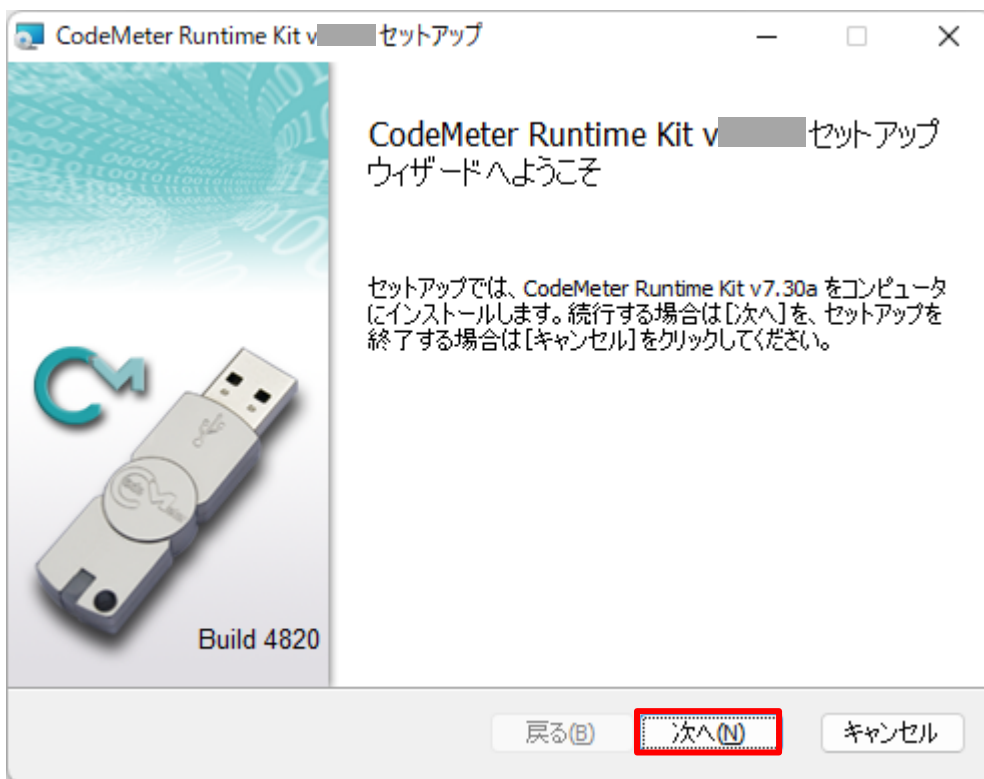 CodeMeter Runtime Kit v セットアップ
CodeMeter Runtime Kit v セットアップ
ウィザードへようこそ
セットアップでは、CodeMeter Runtime Kit v7.30a をコンピュータ
にインストールします。続行する場合は[次へ]を、セットアップを
終了する場合は[キャンセル]をクリックしてください。
CM
Build 4820
戻る(B) 次へ(N) キャンセル